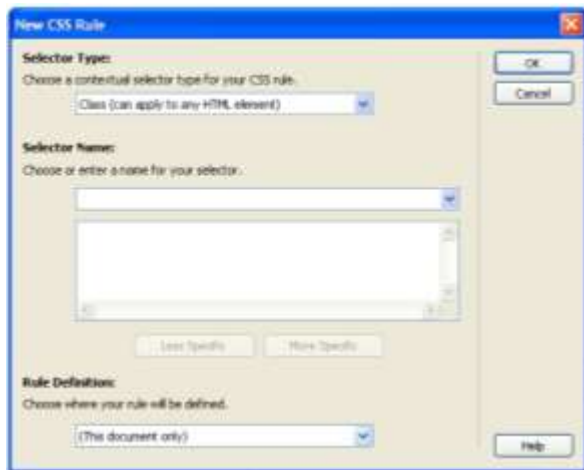 New CSS Rule
Selector Type:
Choose a contextual selector type for your CSS rule.
Class (can apply to any HTML element)
OK
Cancel
Selector Name:
Choose or enter a name for your selector.
Less Specific
More Specific
Rule Definition:
Choose where your rule will be defined.
(This document only)
Help